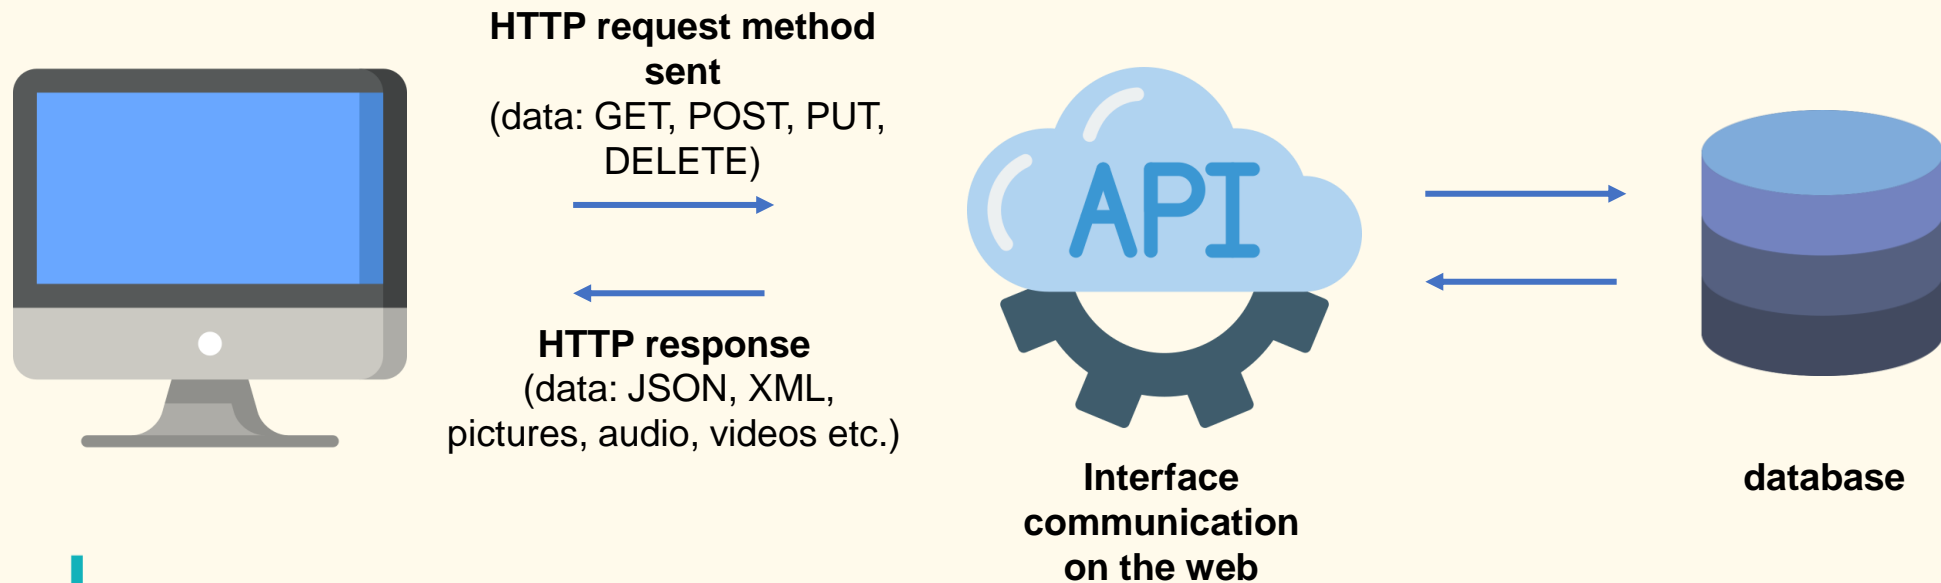 HTTP request method
sent
(data: GET, POST, PUT,
DELETE)
API
HTTP response
(data: JSON, XML,
pictures, audio, videos etc.)
Interface
communication
on the web
database